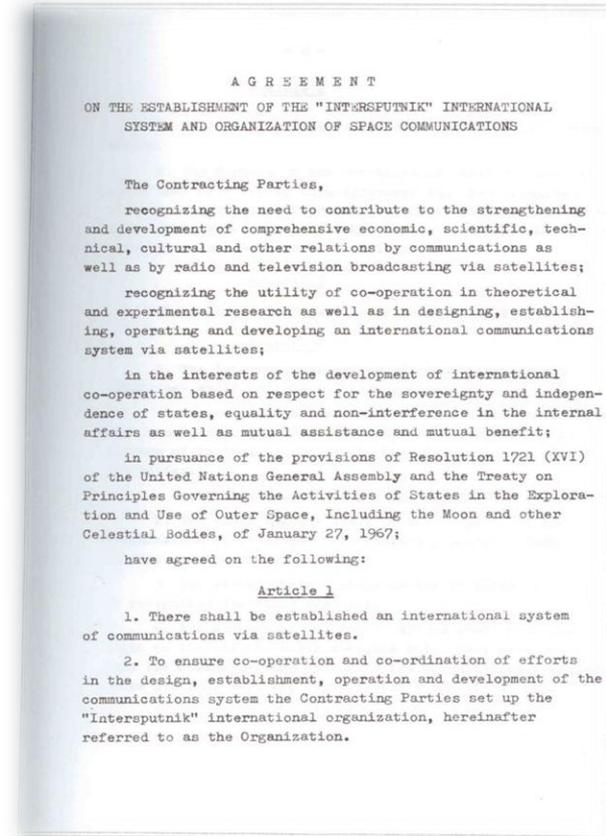 AGREEMENT
ON THE ESTABLISHMENT OF THE "INTERSPUTNIK" INTERNATIONAL
SYSTEM AND ORGANIZATION OF SPACE COMMUNICATIONS
The Contracting Parties,
recognizing the need to contribute to the strengthening
and development of comprehensive economic, scientific, tech-
nical, cultural and other relations by communications as
well as by radio and television broadcasting via satellites;
recognizing the utility of co-operation in theoretical
and experimental research as well as in designing, establish-
ing, operating and developing an international communications
system via satellites;
in the interests of the development of international
co-operation based on respect for the sovereignty and indepen-
dence of states, equality and non-interference in the internal
affairs as well as mutual assistance and mutual benefit;
in pursuance of the provisions of Resolution 1721 (XVI)
of the United Nations General Assembly and the Treaty on
Principles Governing the Activities of States in the Explora-
tion and Use of Outer Space, Including the Moon and other
Celestial Bodies, of January 27, 1967;
have agreed on the following:
Article 1
1. There shall be established an international system
of communications via satellites.
2. To ensure co-operation and co-ordination of efforts
in the design, establishment, operation and development of the
communications system the Contracting Parties set up the
"Intersputnik" international organization, hereinafter
referred to as the Organization.